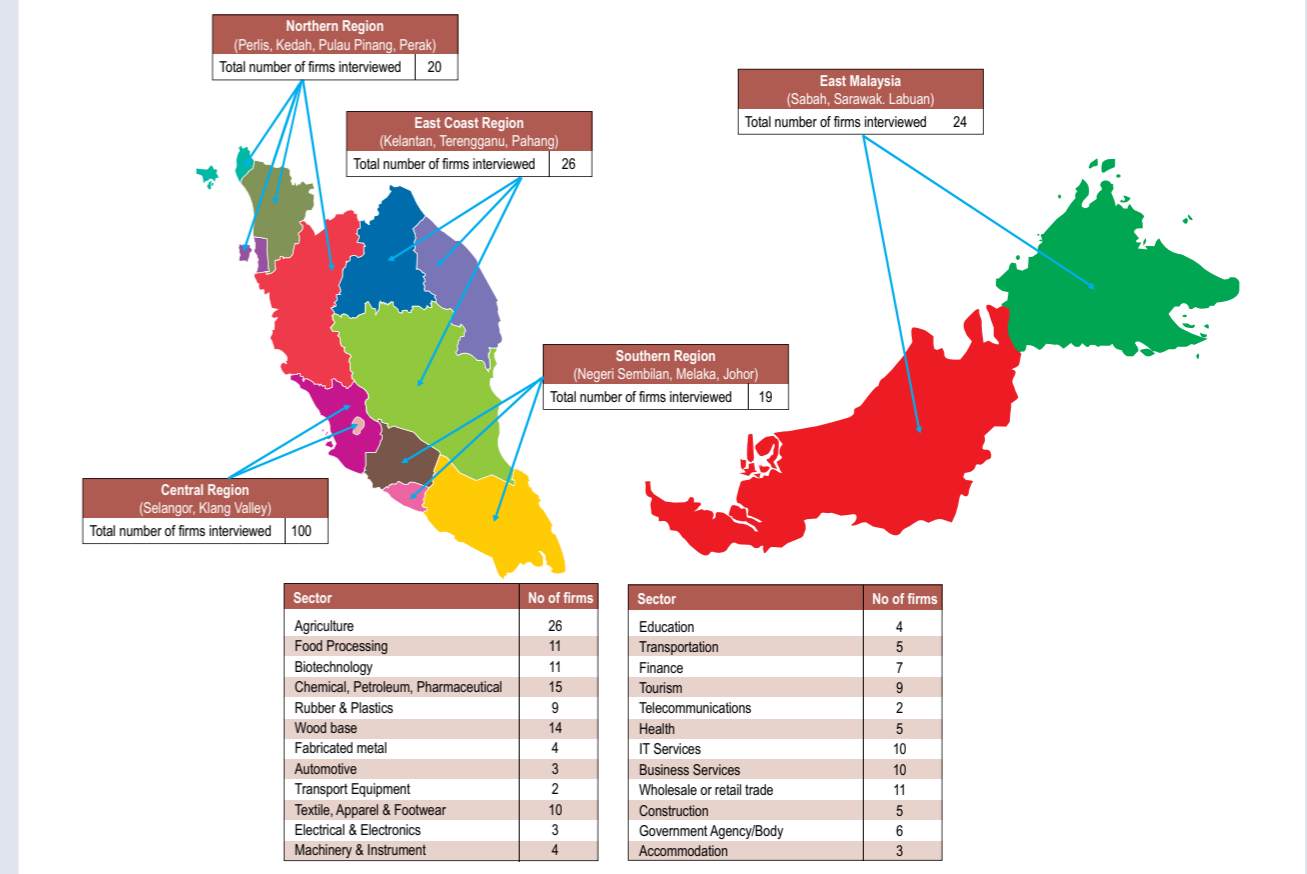 Northern Region
(Perlis, Kedah, Pulau Pinang, Perak)
Total number of firms interviewed 20
East Malaysia
(Sabah, Sarawak. Labuan)
Total number of firms interviewed 24
East Coast Region
(Kelantan, Terengganu, Pahang)
Total number of firms interviewed 26
Southern Region
(Negeri Sembilan, Melaka, Johor)
Total number of firms interviewed 19
Central Region
(Selangor, Klang Valley)
Total number of firms interviewed 100
Sector No of firms
Agriculture 26
Food Processing 11
Biotechnology 11
Chemical, Petroleum, Pharmaceutical 15
Rubber & Plastics 9
Wood base 14
Fabricated metal 4
Automotive 3
Transport Equipment 2
Textile, Apparel & Footwear 10
Electrical & Electronics 3
Machinery & Instrument 4
Sector No of firms
Education 4
Transportation 5
Finance 7
Tourism 9
Telecommunications 2
Health 5
IT Services 10
Business Services 10
Wholesale or retail trade 11
Construction 5
Government Agency/Body 6
Accommodation 3